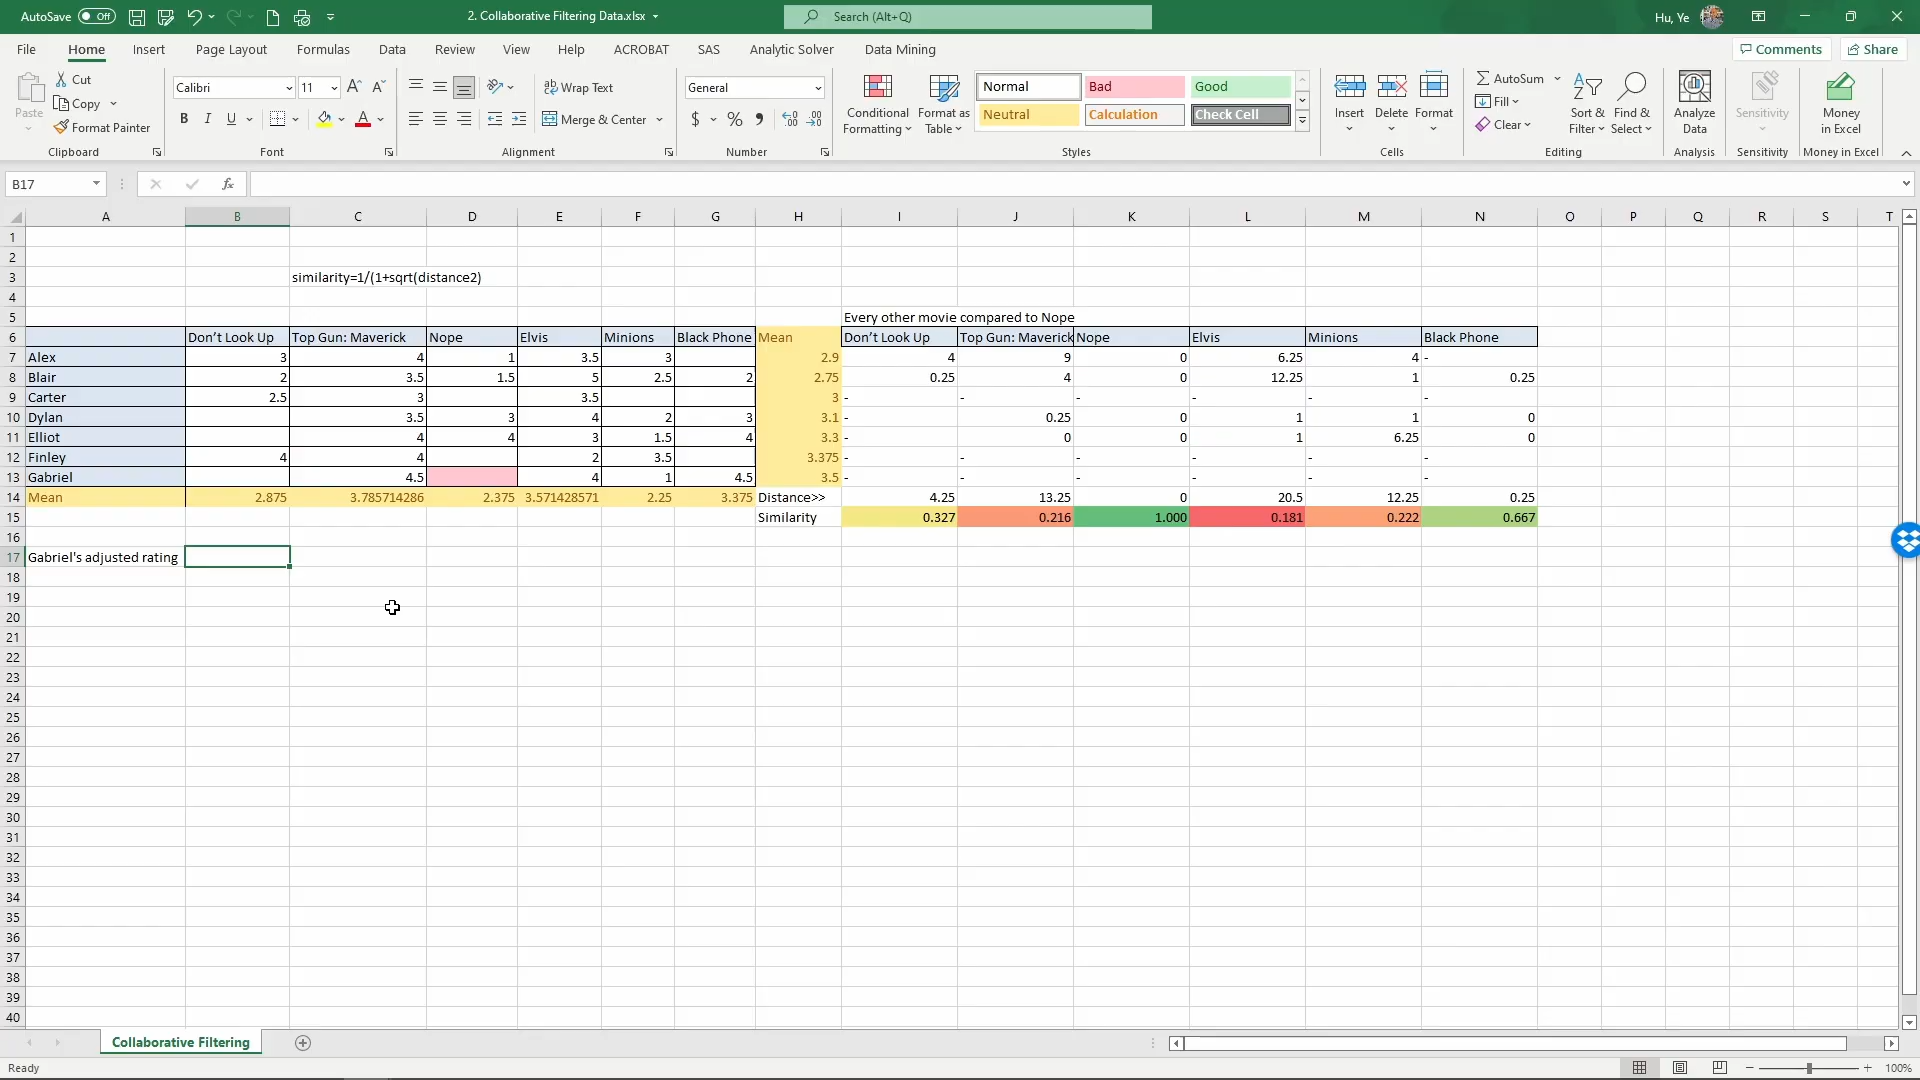 AutoSave Off 2. Collaborative Filtering Data.xlsx Search (Alt+Q) Hu, Ye
File Home Insert Page Layout Formulas Data Review View Help ACROBAT SAS Analytic Solver Data Mining Comments Share
Paste Cut Copy Format Painter Clipboard
Calibri 11 B I U A Font
Wrap Text Merge & Center Alignment
General $ % Number
Conditional Formatting Format as Table Normal Bad Good Neutral Calculation Check Cell Styles
Insert Delete Format Cells
AutoSum Fill Clear Sort & Filter Find & Select Editing
Analyze Data Analysis
Sensitivity Sensitivity
Money in Excel Money in Excel
B17 fx
A B C D E F G H I J K L M N O P Q R S T
1
2
3 similarity=1/(1+sqrt(distance2)
4
5 Every other movie compared to Nope
6 Don’t Look Up Top Gun: Maverick Nope Elvis Minions Black Phone Mean Don’t Look Up Top Gun: Maverick Nope Elvis Minions Black Phone
7 Alex 3 4 1 3.5 3 2.9 4 9 0 6.25 4 -
8 Blair 2 3.5 1.5 5 2.5 2 2.75 0.25 4 0 12.25 1 0.25
9 Carter 2.5 3 3.5 3 - - - - - -
10 Dylan 3.5 3 4 2 3 3.1 - 0.25 0 1 1 0
11 Elliot 4 4 3 1.5 4 3.3 - 0 0 1 6.25 0
12 Finley 4 4 2 3.5 3.375 - - - - - -
13 Gabriel 4.5 4 1 4.5 3.5 - - - - - -
14 Mean 2.875 3.785714286 2.375 3.571428571 2.25 3.375 Distance>> 4.25 13.25 0 20.5 12.25 0.25
15 Similarity 0.327 0.216 1.000 0.181 0.222 0.667
16
17 Gabriel's adjusted rating
18
19
20
21
22
23
24
25
26
27
28
29
30
31
32
33
34
35
36
37
38
39
40
Collaborative Filtering
Ready 100%